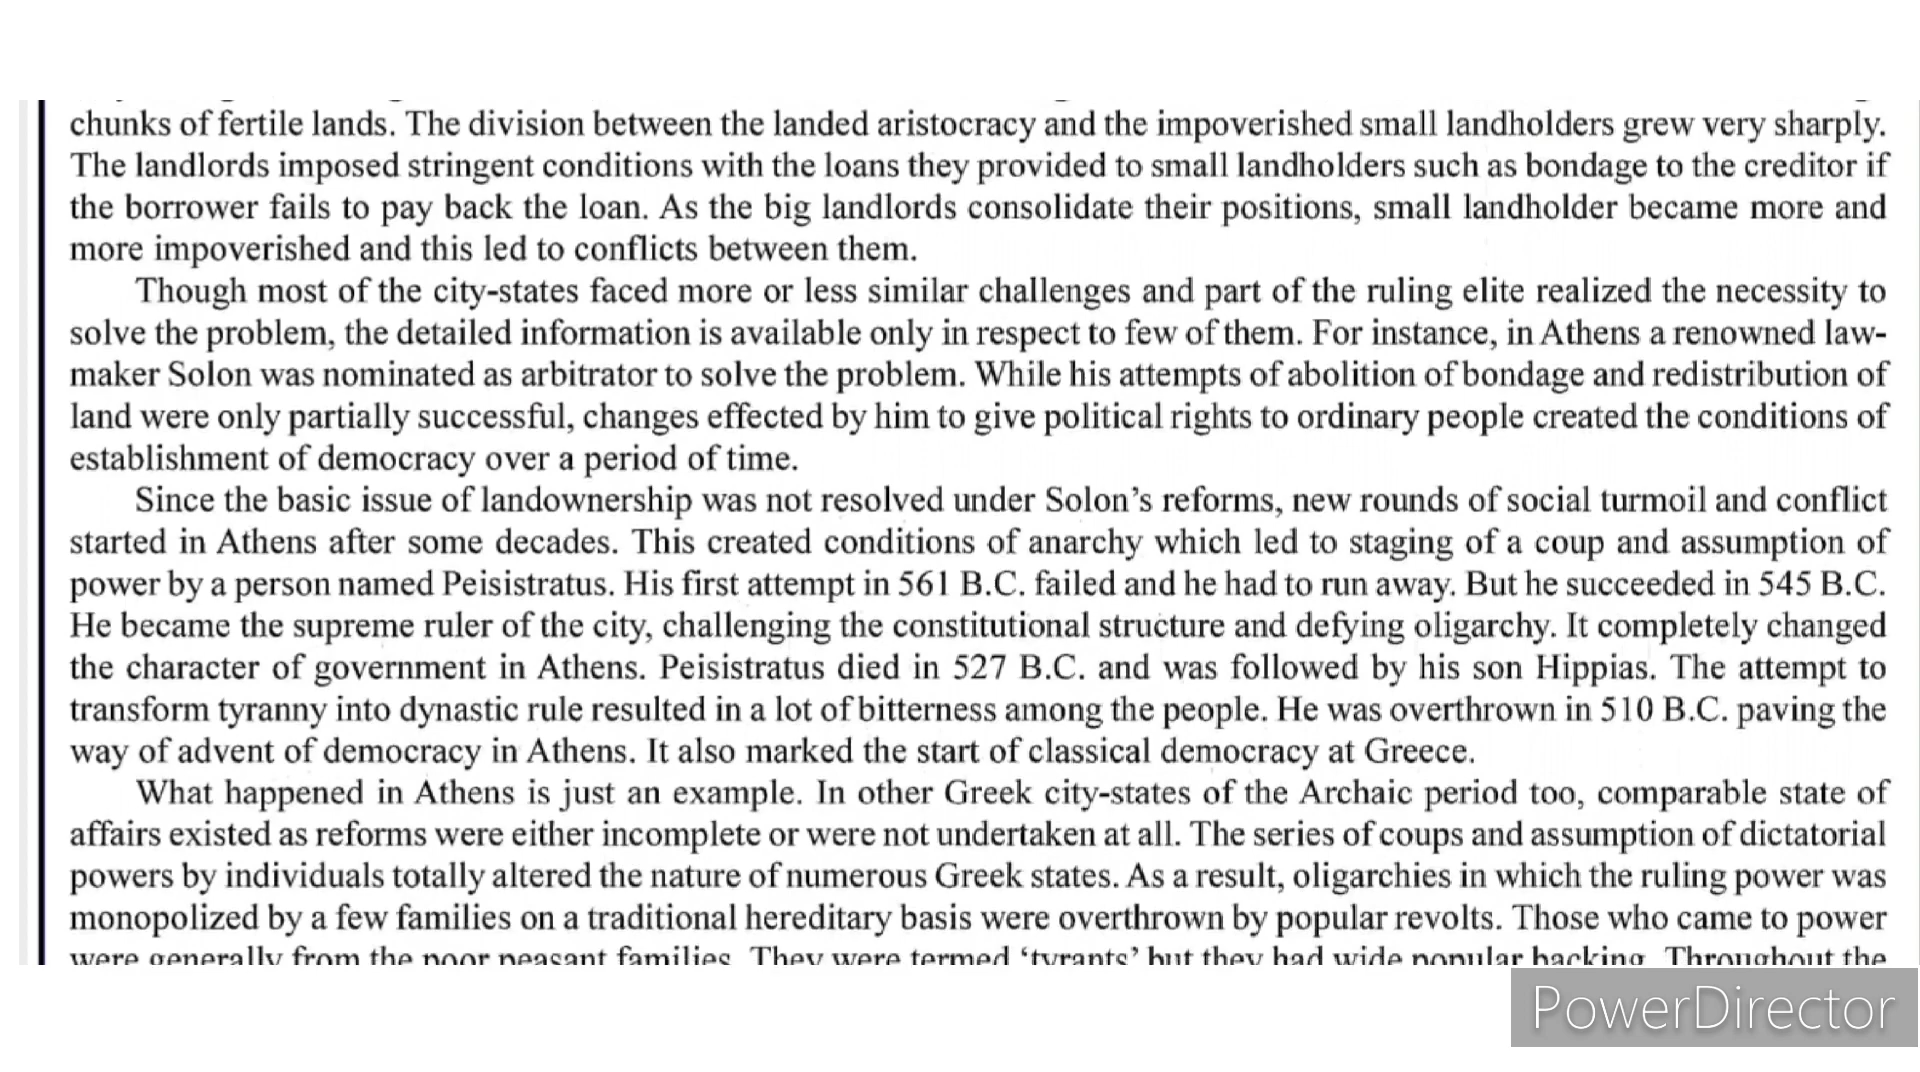 chunks of fertile lands. The division between the landed aristocracy and the impoverished small landholders grew very sharply.
The landlords imposed stringent conditions with the loans they provided to small landholders such as bondage to the creditor if
the borrower fails to pay back the loan. As the big landlords consolidate their positions, small landholder became more and
more impoverished and this led to conflicts between them.
Though most of the city-states faced more or less similar challenges and part of the ruling elite realized the necessity to
solve the problem, the detailed information is available only in respect to few of them. For instance, in Athens a renowned law-
maker Solon was nominated as arbitrator to solve the problem. While his attempts of abolition of bondage and redistribution of
land were only partially successful, changes effected by him to give political rights to ordinary people created the conditions of
establishment of democracy over a period of time.
Since the basic issue of landownership was not resolved under Solon’s reforms, new rounds of social turmoil and conflict
started in Athens after some decades. This created conditions of anarchy which led to staging of a coup and assumption of
power by a person named Peisistratus. His first attempt in 561 B.C. failed and he had to run away. But he succeeded in 545 B.C.
He became the supreme ruler of the city, challenging the constitutional structure and defying oligarchy. It completely changed
the character of government in Athens. Peisistratus died in 527 B.C. and was followed by his son Hippias. The attempt to
transform tyranny into dynastic rule resulted in a lot of bitterness among the people. He was overthrown in 510 B.C. paving the
way of advent of democracy in Athens. It also marked the start of classical democracy at Greece.
What happened in Athens is just an example. In other Greek city-states of the Archaic period too, comparable state of
affairs existed as reforms were either incomplete or were not undertaken at all. The series of coups and assumption of dictatorial
powers by individuals totally altered the nature of numerous Greek states. As a result, oligarchies in which the ruling power was
monopolized by a few families on a traditional hereditary basis were overthrown by popular revolts. Those who came to power
were generally from the poor peasant families. They were termed ‘tyrants’ but they had wide popular backing. Throughout the
PowerDirector